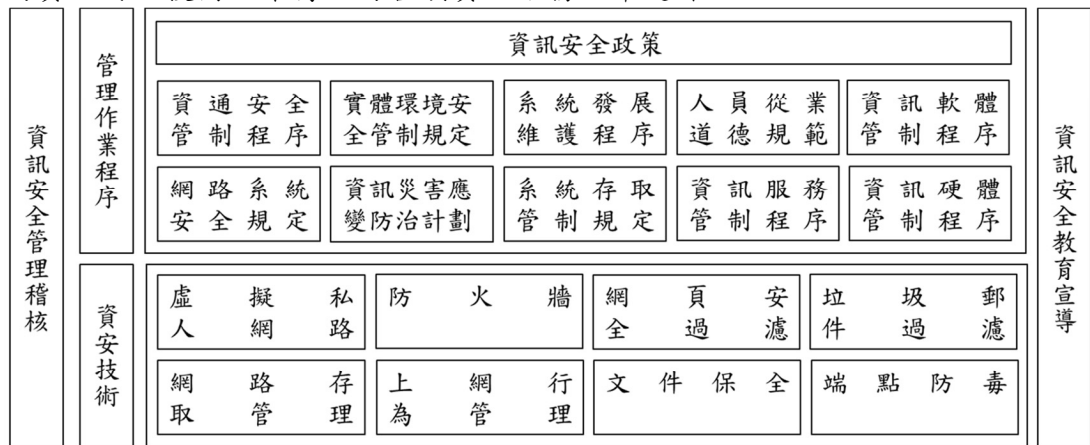 資訊安全管理稽核
管理作業程序
資訊安全政策
資通安全
管制程序
實體環境安
全管制規定
系統發展
維護程序
人員從業
道德規範
資訊軟體
管制程序
網路系統
安全規定
資訊災害應
變防治計劃
系統存取
管制規定
資訊服務
管制程序
資訊硬體
管制程序
資安技術
虛擬私
人網路
防火牆
網頁安
全過濾
垃圾郵
件過濾
網路存
取管理
上網行
為管理
文件保全
端點防毒
資訊安全教育宣導